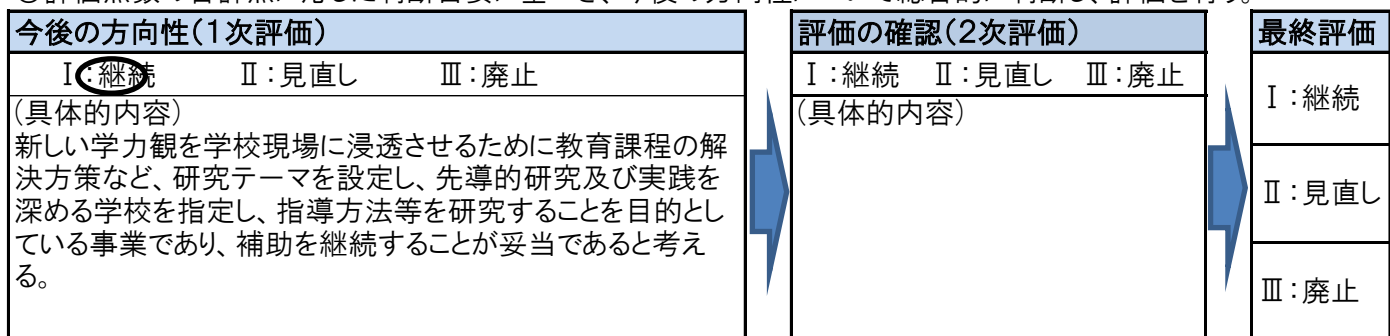 今後の方向性(1次評価)
Ⅰ:継続 Ⅱ:見直し Ⅲ:廃止
(具体的内容)
新しい学力観を学校現場に浸透させるために教育課程の解
決方策など、研究テーマを設定し、先導的研究及び実践を
深める学校を指定し、指導方法等を研究することを目的とし
ている事業であり、補助を継続することが妥当であると考え
る。
評価の確認(2次評価)
Ⅰ:継続 Ⅱ:見直し Ⅲ:廃止
(具体的内容)
最終評価
Ⅰ:継続
Ⅱ:見直し
Ⅲ:廃止